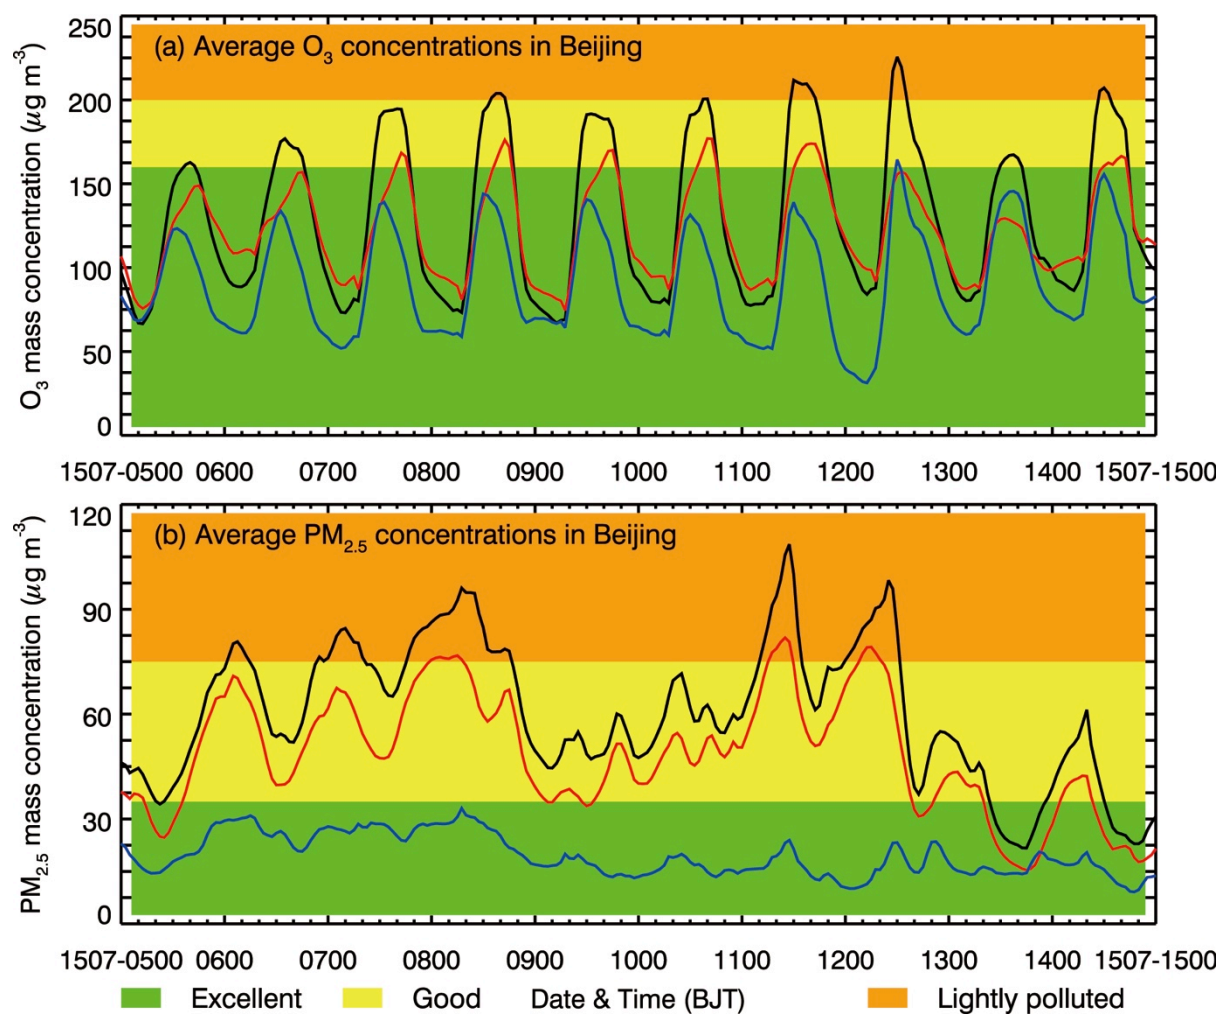 (a) Average O3 concentrations in Beijing
O3 mass concentration (μg m-3)
250
200
150
100
50
0
1507-0500 0600 0700 0800 0900 1000 1100 1200 1300 1400 1507-1500
(b) Average PM2.5 concentrations in Beijing
PM2.5 mass concentration (μg m-3)
120
90
60
30
0
1507-0500 0600 0700 0800 0900 1000 1100 1200 1300 1400 1507-1500
Excellent Good Date & Time (BJT) Lightly polluted